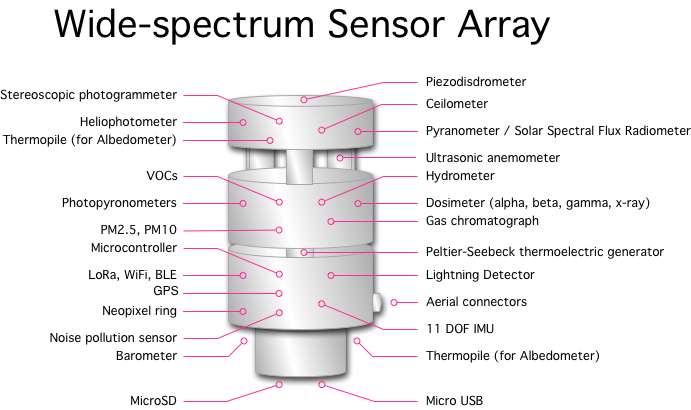 Wide-spectrum Sensor Array
Stereoscopic photogrammeter
Heliophotometer
Thermopile (for Albedometer)
VOCs
Photopyronometers
PM2.5, PM10
Microcontroller
LoRa, WiFi, BLE
GPS
Neopixel ring
Noise pollution sensor
Barometer
MicroSD
Piezodisdrometer
Ceilometer
Pyranometer / Solar Spectral Flux Radiometer
Ultrasonic anemometer
Hydrometer
Dosimeter (alpha, beta, gamma, x-ray)
Gas chromatograph
Peltier-Seebeck thermoelectric generator
Lightning Detector
Aerial connectors
11 DOF IMU
Thermopile (for Albedometer)
Micro USB